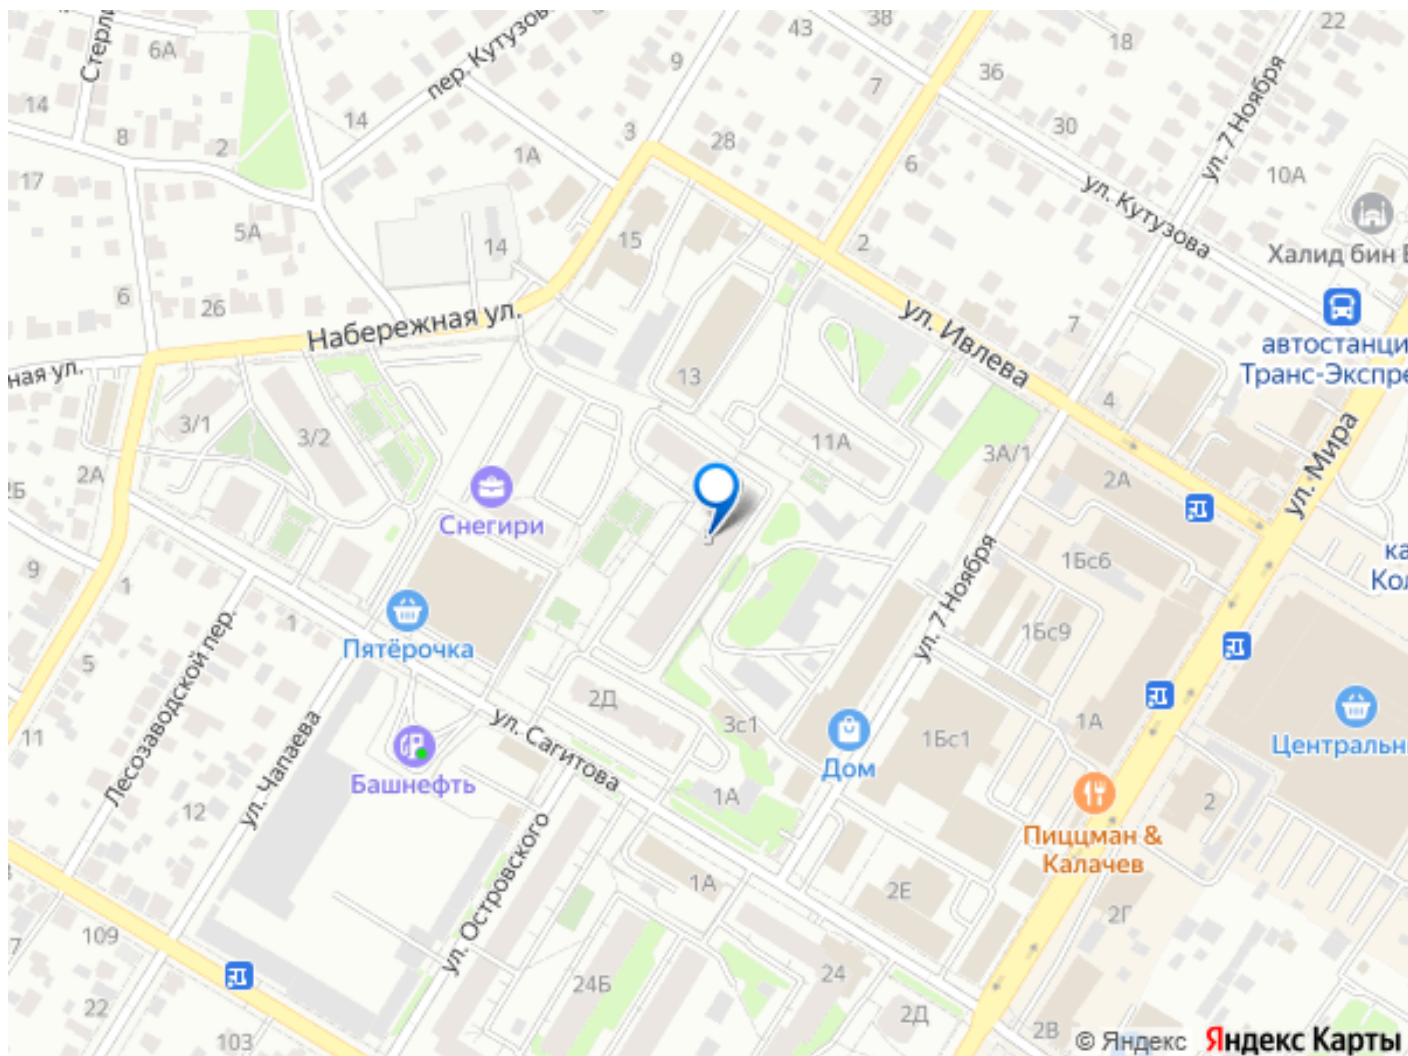 43
38
22
18
6А
Стерли
пер. Кутузо
9
36
7
14
14
30
ул. 7 Ноября
8
2
3
28
1А
6
10А
17
ул. Кутузова
5А
14
15
2
Халид бин
6
26
Набережная ул.
ул. Ивлева
7
автостанци
Транс-Экспре
ная ул.
13
4
3/1
3/2
11А
3А/1
ул. Мира
2А
2А
Снегири
9
1
1Бс6
ка
Кол
ул. 7 Ноября
1
Пятёрочка
1Бс9
5
Лесозаводской пер.
2Д
11
ул. Чапаева
ул. Сагитова
3с1
1Бс1
1А
Центральн
Башнефть
Дом
12
1А
2
Пиццман &
Калачев
ул. Островского
1А
2Е
2Г
109
24Б
24
22
2Д
103
2В
© Яндекс
Яндекс Карты